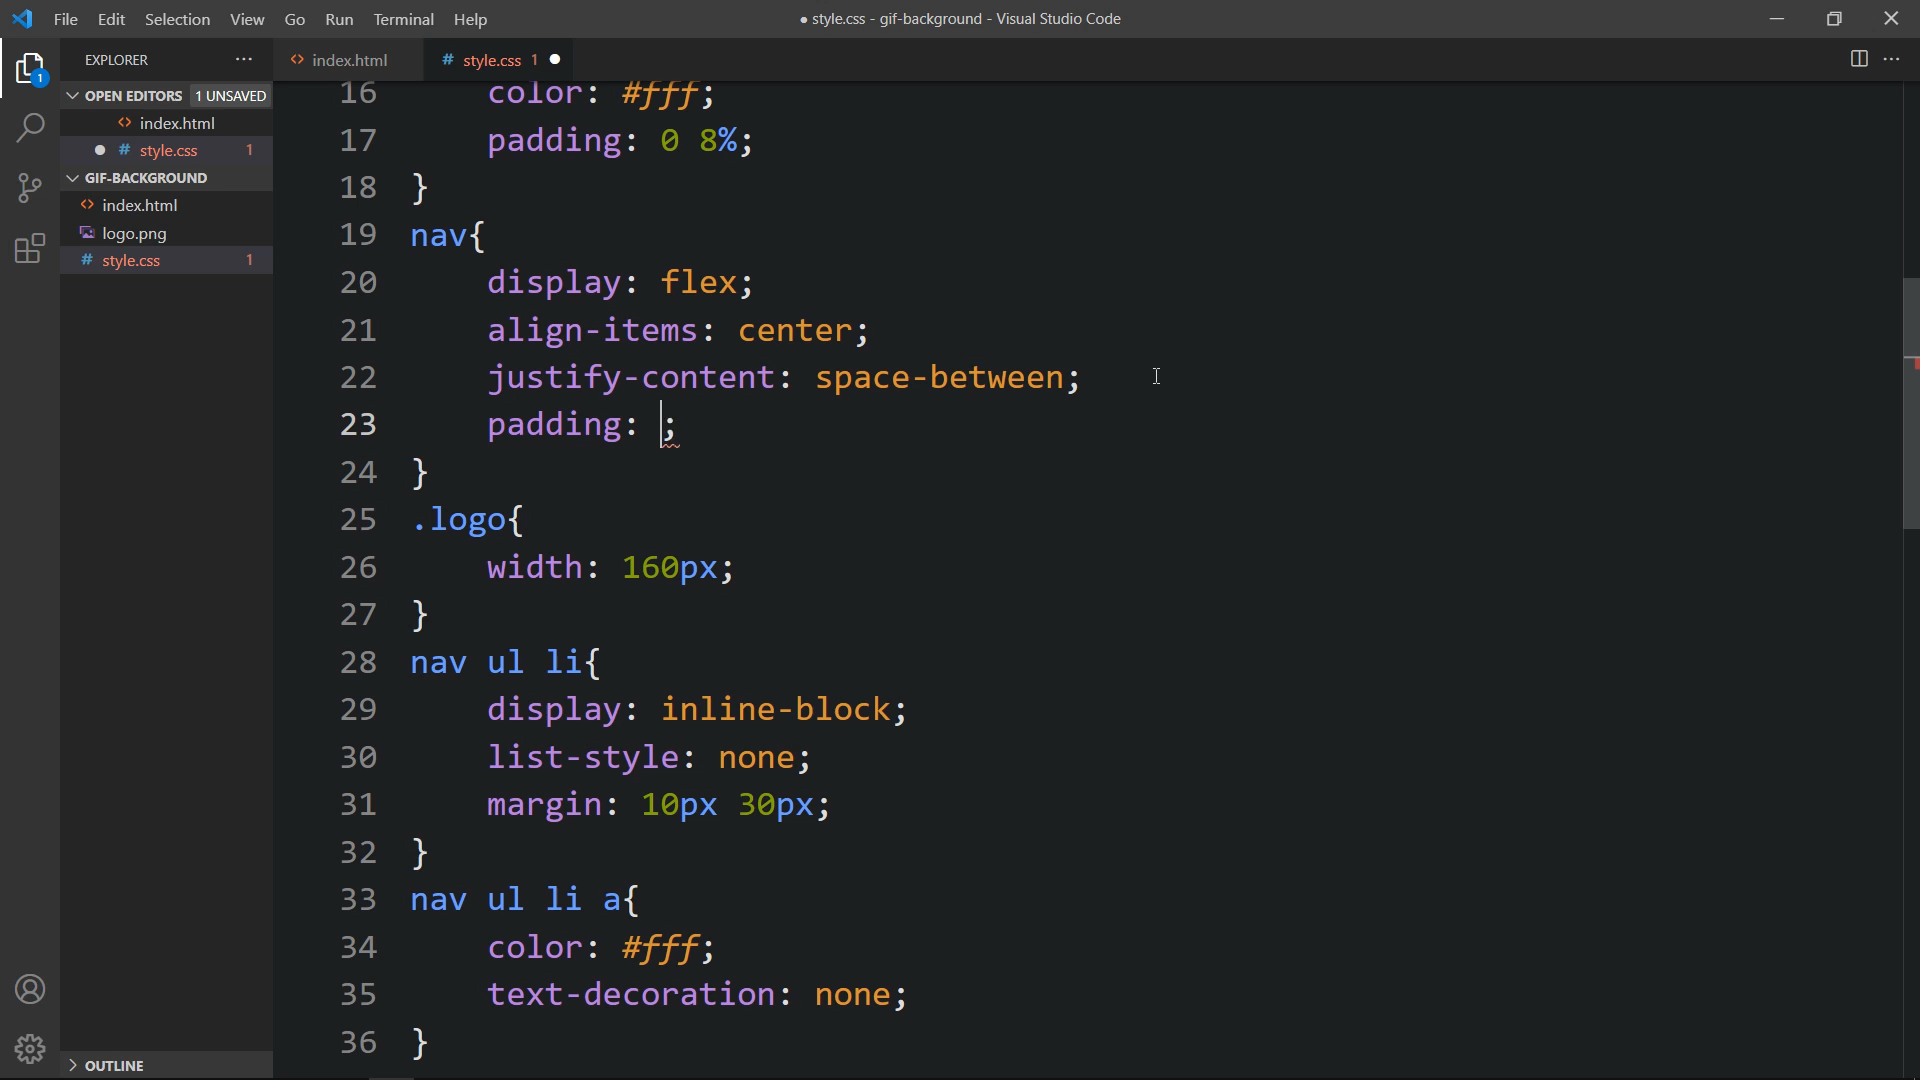 File Edit Selection View Go Run Terminal Help
● style.css - gif-background - Visual Studio Code
EXPLORER ···
index.html
# style.css 1 ●
OPEN EDITORS 1 UNSAVED
index.html
# style.css 1
GIF-BACKGROUND
index.html
logo.png
# style.css 1
OUTLINE
1
16 color: #fff;
17 padding: 0 8%;
18 }
19 nav{
20 display: flex;
21 align-items: center;
22 justify-content: space-between;
23 padding: ;
24 }
25 .logo{
26 width: 160px;
27 }
28 nav ul li{
29 display: inline-block;
30 list-style: none;
31 margin: 10px 30px;
32 }
33 nav ul li a{
34 color: #fff;
35 text-decoration: none;
36 }